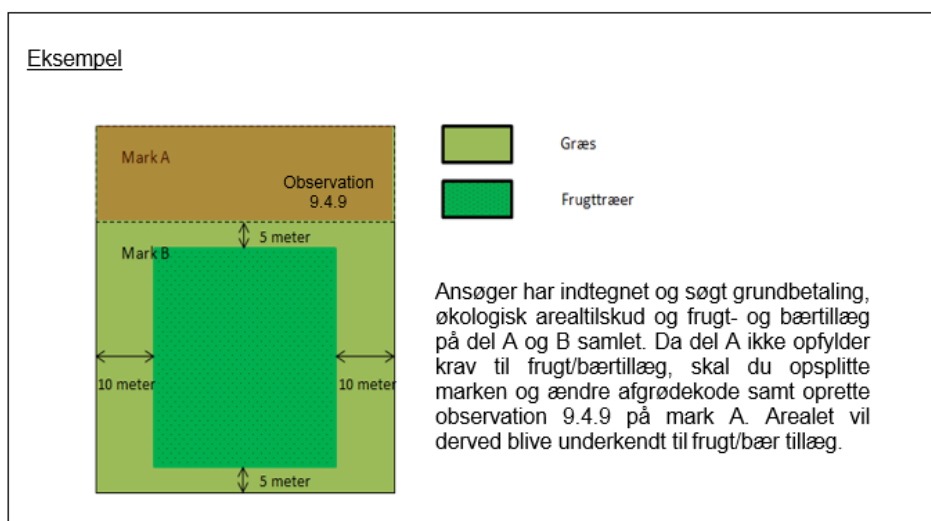 Eksempel
Mark A
Observation
9.4.9
5 meter
Mark B
10 meter
10 meter
5 meter
Græs
Frugttræer
Ansøger har indtegnet og søgt grundbetaling,
økologisk arealtilskud og frugt- og bærtillæg
på del A og B samlet. Da del A ikke opfylder
krav til frugt/bærtillæg, skal du opsplitte
marken og ændre afgrødekode samt oprette
observation 9.4.9 på mark A. Arealet vil
derved blive underkendt til frugt/bær tillæg.